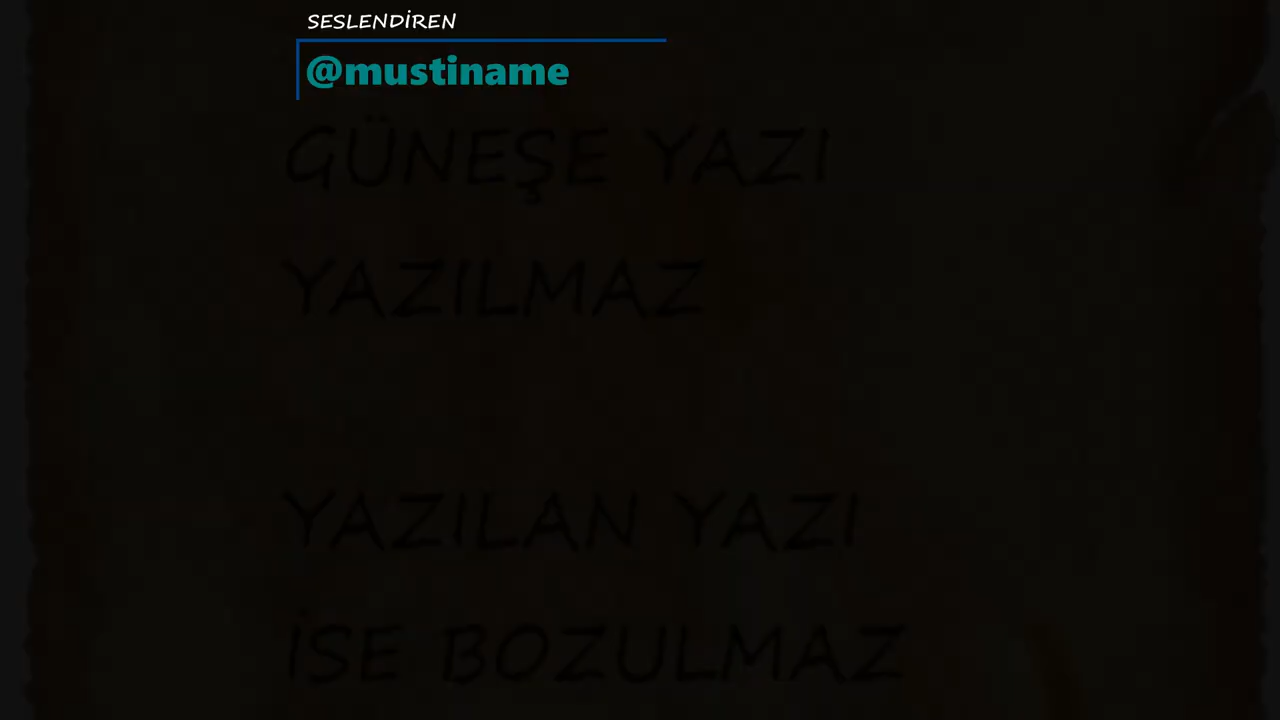 SESLENDİREN
@mustiname
GÜNEŞE YAZI
YAZILMAZ
YAZILAN YAZI
İSE BOZULMAZ